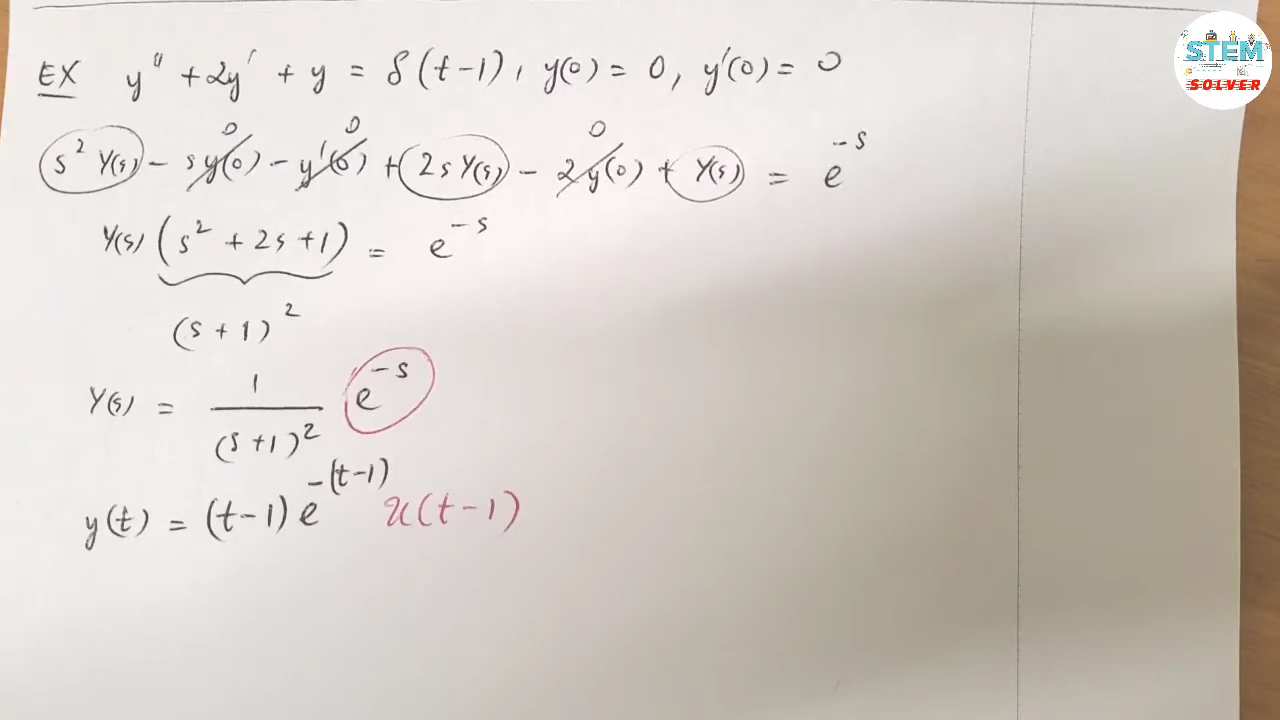 STEM
SOLVER
EX y'' + 2y' + y = δ(t-1), y(0) = 0, y'(0) = 0
0 0 0
s² Y(s) - sy(0) - y'(0) + 2sY(s) - 2y(0) + Y(s) = e^{-s}
Y(s) (s² + 2s + 1) = e^{-s}
(s + 1)²
Y(s) = 1/(s+1)² e^{-s}
y(t) = (t-1) e^{-(t-1)} u(t-1)